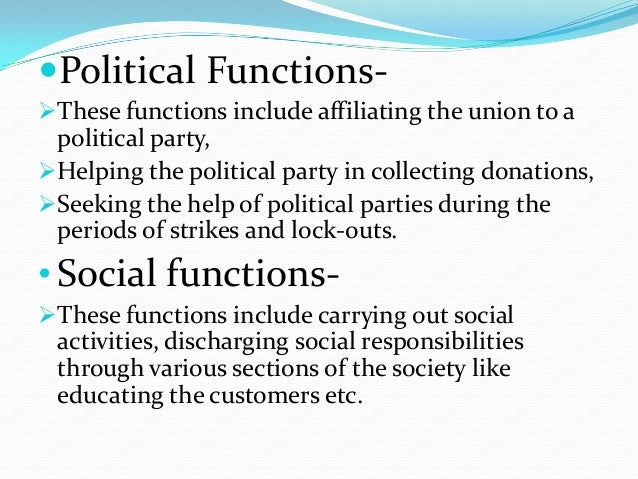 •Political Functions-
➢These functions include affiliating the union to a
political party,
➢Helping the political party in collecting donations,
➢Seeking the help of political parties during the
periods of strikes and lock-outs.
• Social functions-
➢These functions include carrying out social
activities, discharging social responsibilities
through various sections of the society like
educating the customers etc.